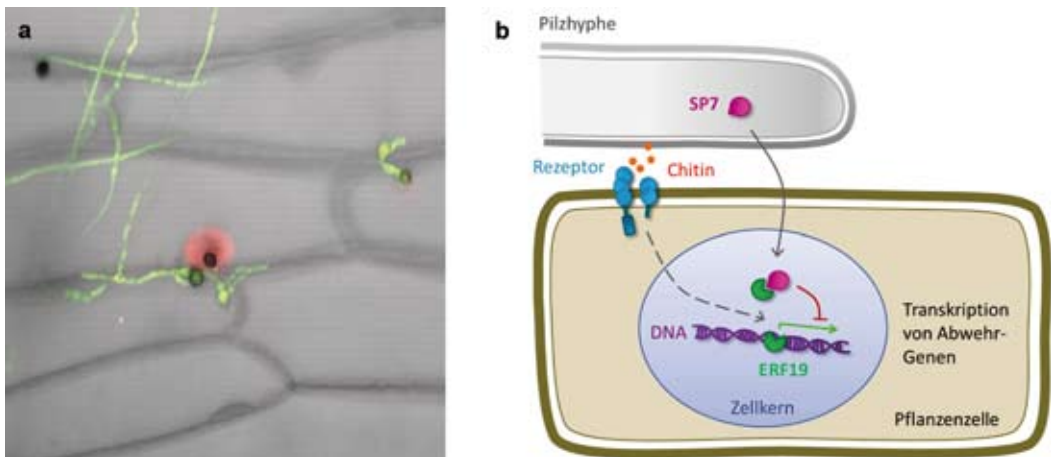 a
b
Pilzhyphe
SP7
Rezeptor
Chitin
DNA
ERF19
Zellkern
Transkription
von Abwehr-
Genen
Pflanzenzelle